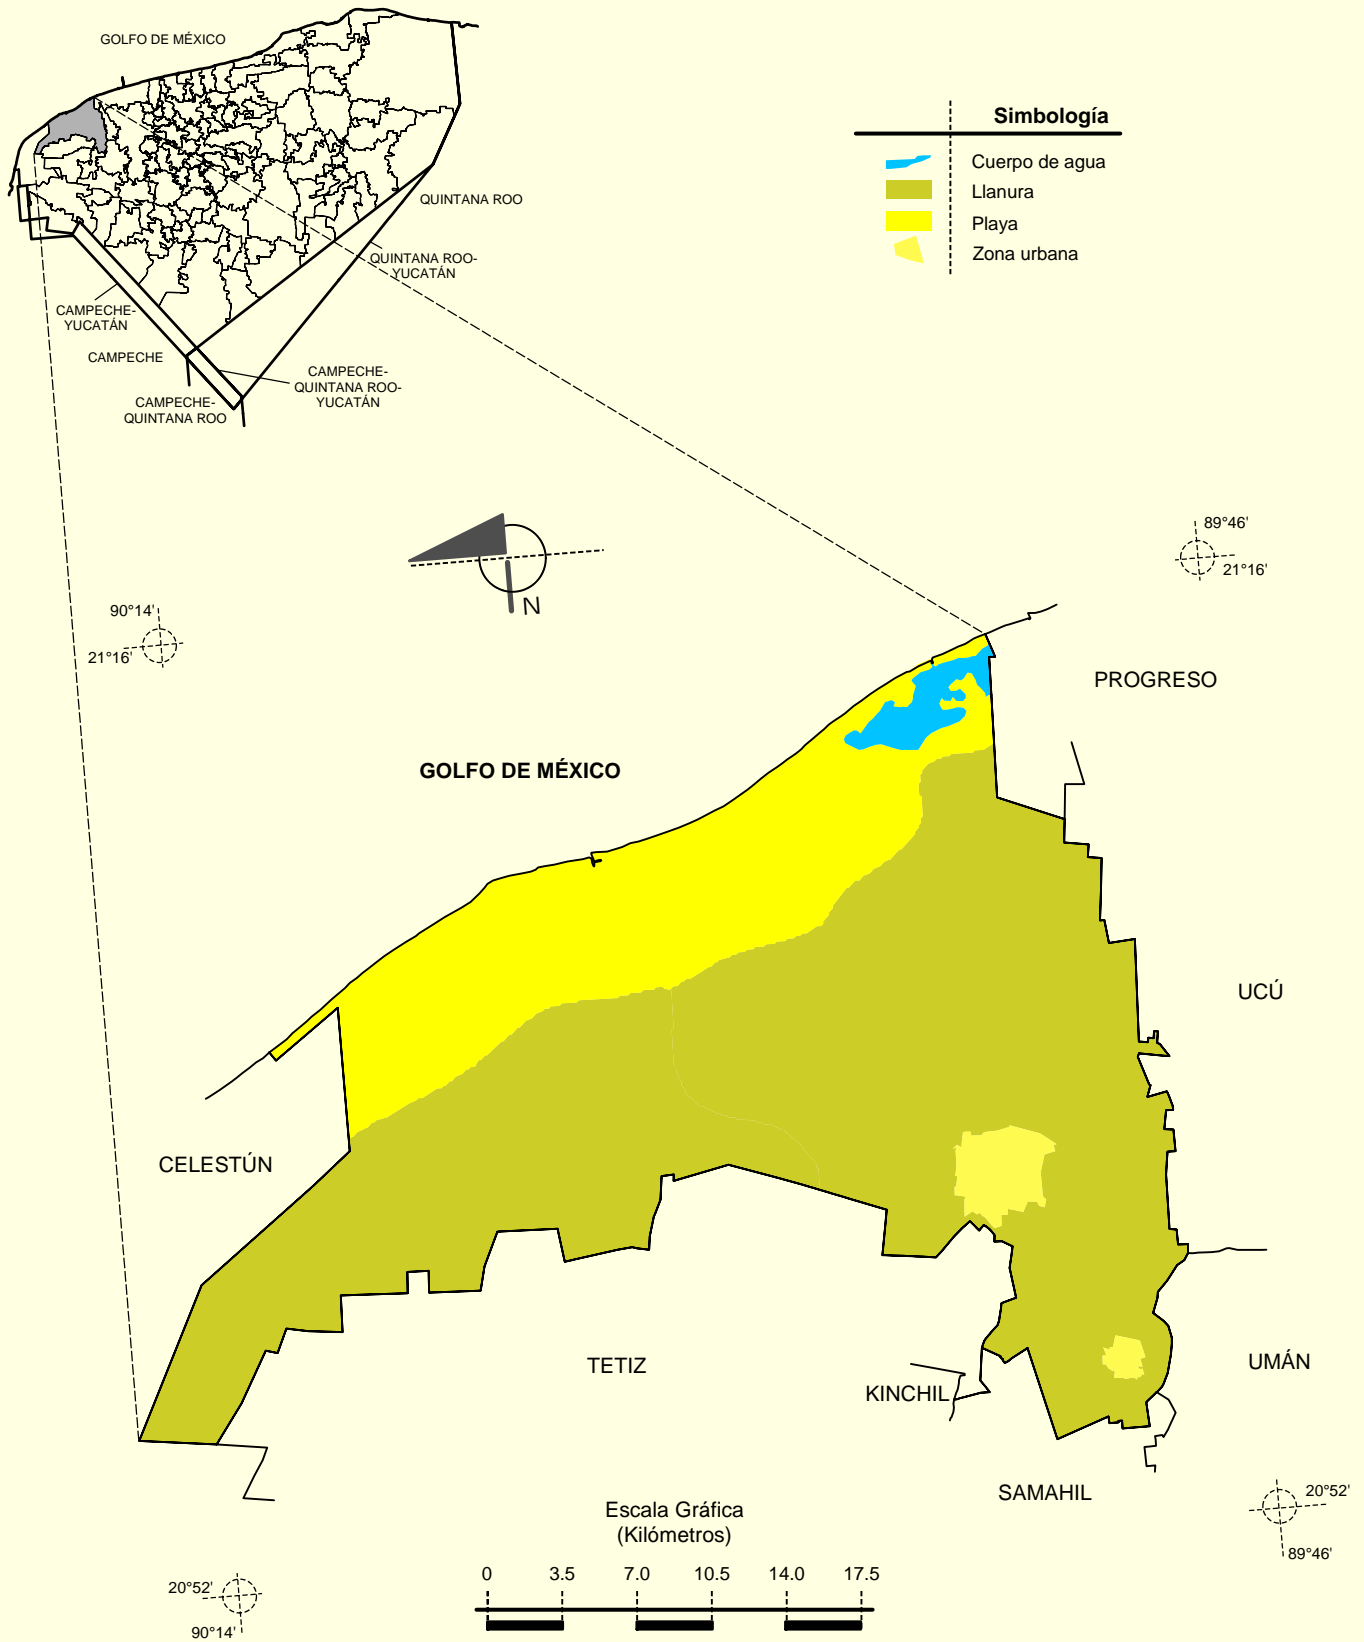 GOLFO DE MÉXICO
QUINTANA ROO
QUINTANA ROO-
YUCATÁN
CAMPECHE-
YUCATÁN
CAMPECHE
CAMPECHE-
QUINTANA ROO-
YUCATÁN
CAMPECHE-
QUINTANA ROO
Simbología
Cuerpo de agua
Llanura
Playa
Zona urbana
89°46'
21°16'
90°14'
21°16'
N
PROGRESO
GOLFO DE MÉXICO
UCÚ
CELESTÚN
TETIZ
KINCHIL
UMÁN
SAMAHIL
20°52'
89°46'
Escala Gráfica
(Kilómetros)
0 3.5 7.0 10.5 14.0 17.5
20°52'
90°14'